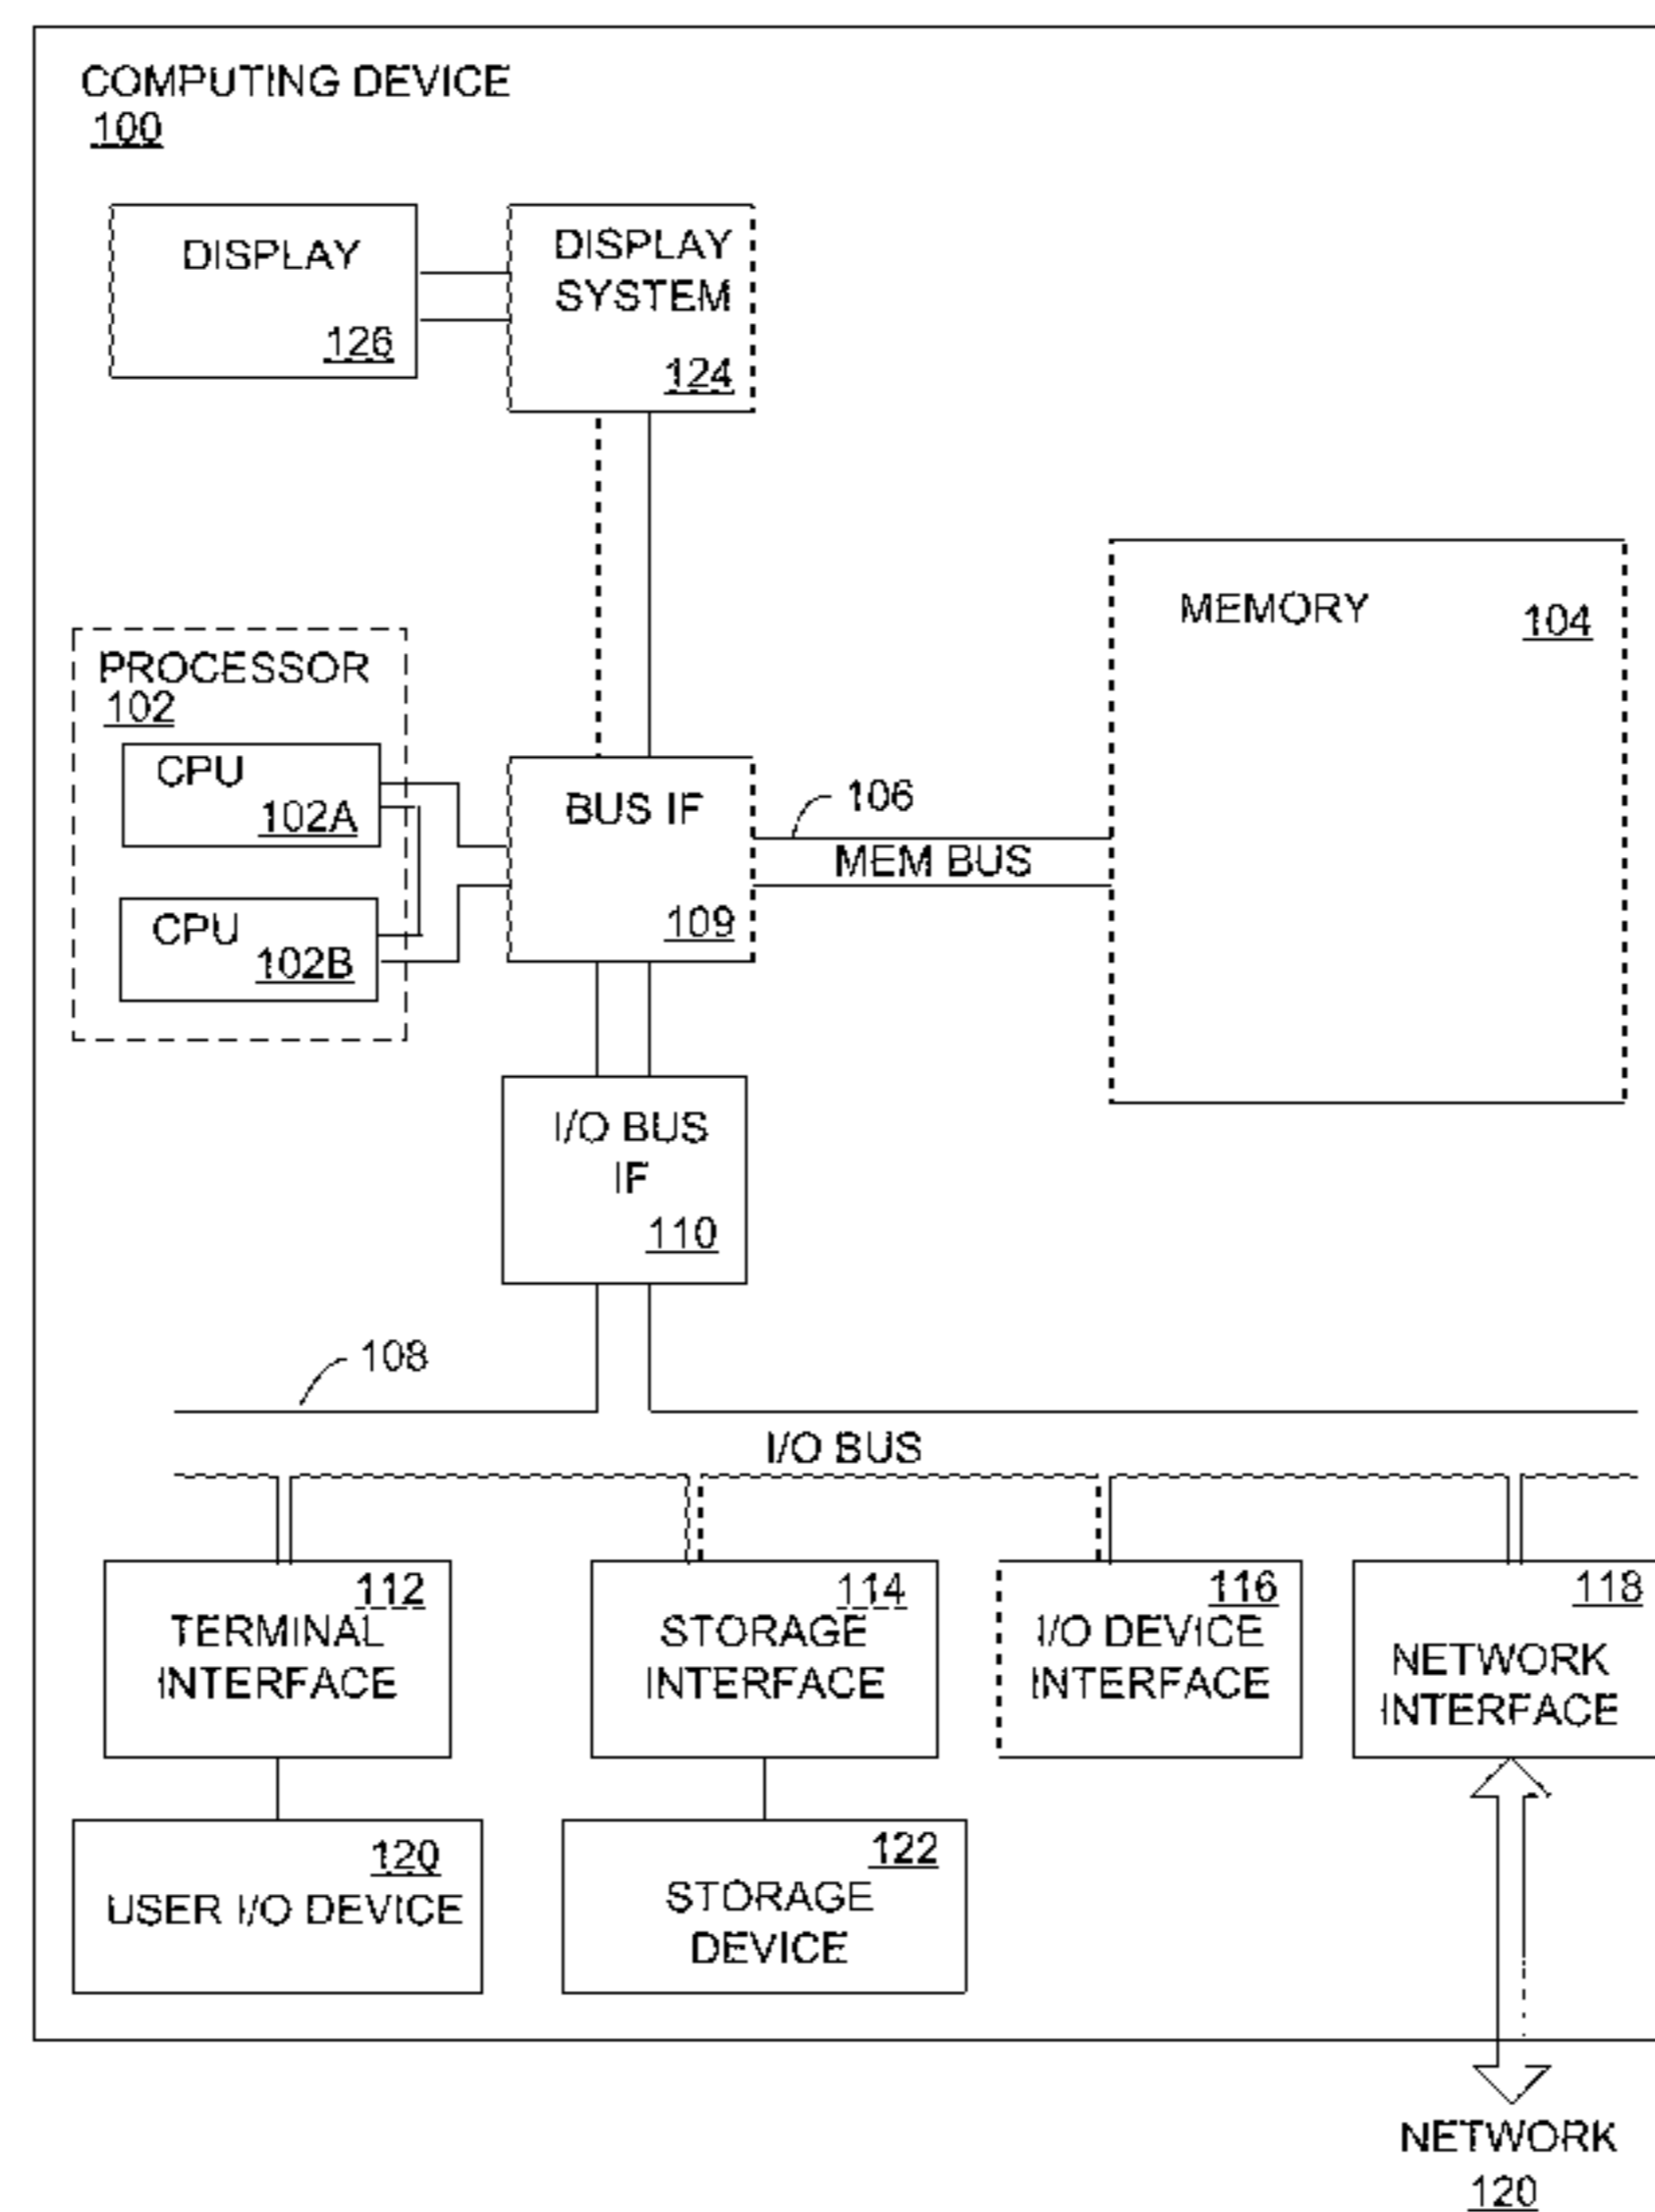 COMPUTING DEVICE
100
DISPLAY
126
DISPLAY
SYSTEM
124
MEMORY
104
PROCESSOR
102
CPU
102A
CPU
102B
BUS IF
109
106
MEM BUS
I/O BUS
IF
110
108
I/O BUS
112
TERMINAL
INTERFACE
114
STORAGE
INTERFACE
116
I/O DEVICE
INTERFACE
118
NETWORK
INTERFACE
120
USER I/O DEVICE
122
STORAGE
DEVICE
NETWORK
120